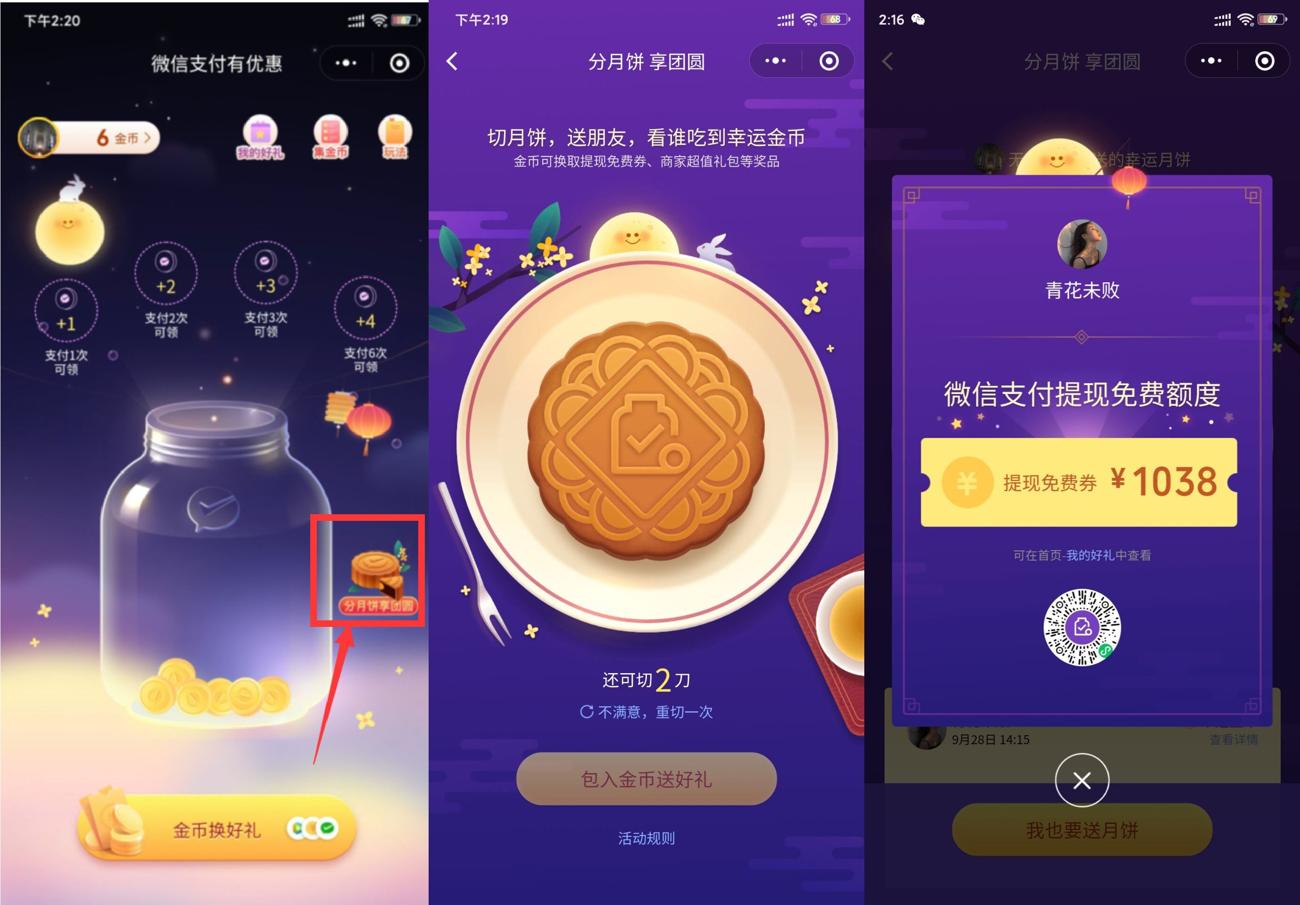 下午2:20
67
微信支付有优惠
6 金币
我的好礼
集金币
玩法
+1
支付1次
可领
+2
支付2次
可领
+3
支付3次
可领
+4
支付6次
可领
分月饼享团圆
金币换好礼
下午2:19
68
分月饼 享团圆
切月饼，送朋友，看谁吃到幸运金币
金币可换取提现免费券、商家超值礼包等奖品
还可切2刀
不满意，重切一次
包入金币送好礼
活动规则
2:16
69
分月饼 享团圆
送的幸运月饼
青花未败
微信支付提现免费额度
¥ 提现免费券 ¥1038
可在首页-我的好礼中查看
9月28日 14:15
查看详情
我也要送月饼